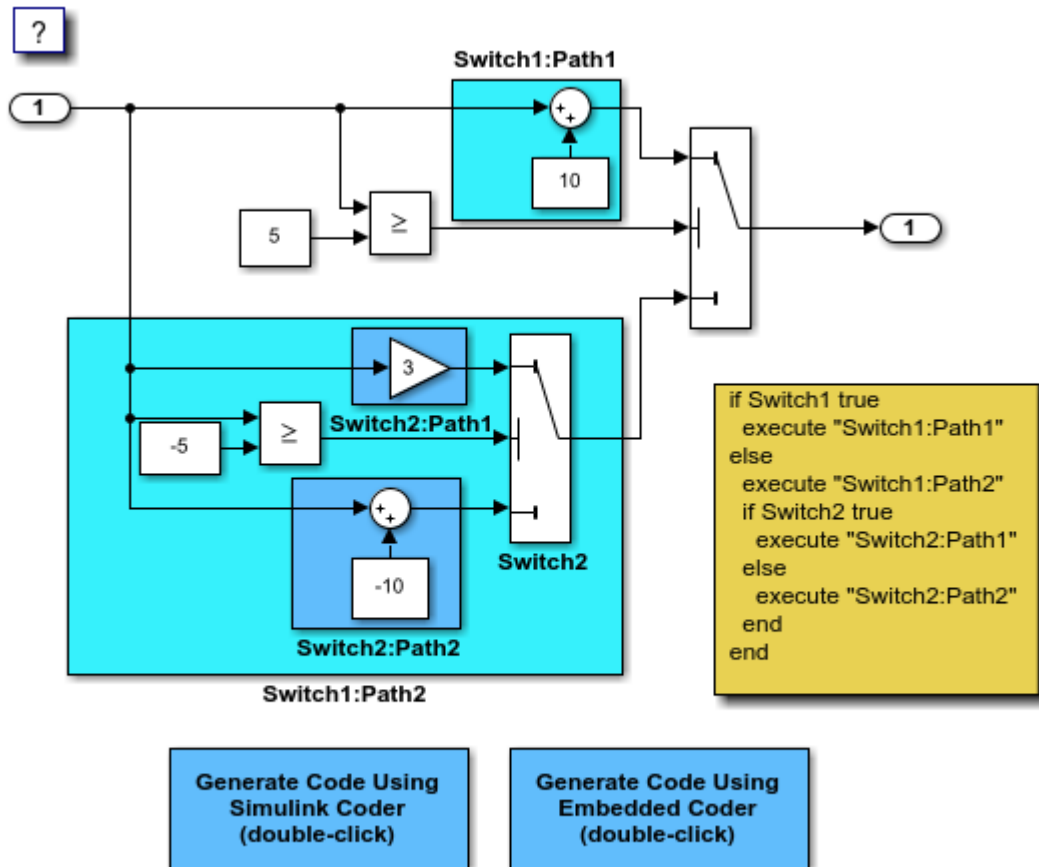 ?
Switch1:Path1
1
10
5
≥
1
3
Switch2:Path1
-5
≥
-10
Switch2
Switch2:Path2
Switch1:Path2
if Switch1 true
execute "Switch1:Path1"
else
execute "Switch1:Path2"
if Switch2 true
execute "Switch2:Path1"
else
execute "Switch2:Path2"
end
end
Generate Code Using
Simulink Coder
(double-click)
Generate Code Using
Embedded Coder
(double-click)